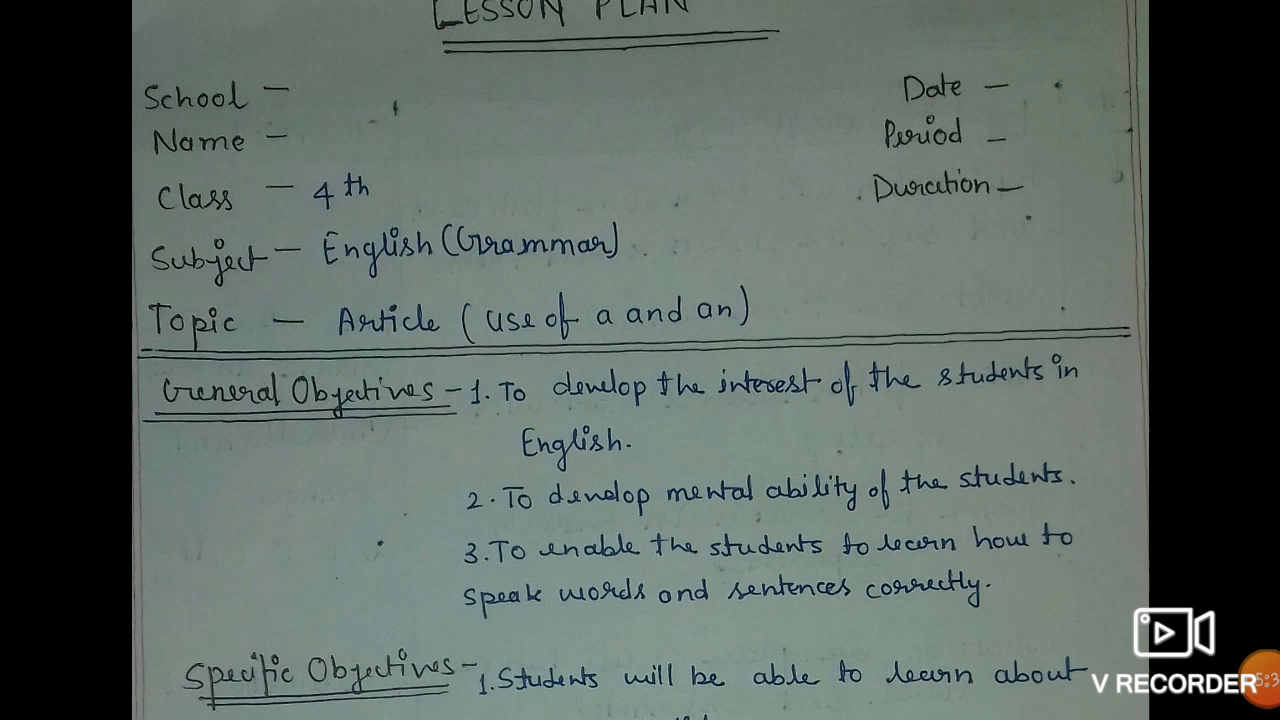 LESSON PLAN
School -
Date -
Name -
Period -
Class - 4th
Duration -
Subject - English (Grammar)
Topic - Article (use of a and an)
General Objectives - 1. To develop the interest of the students in
English.
2. To develop mental ability of the students.
3. To enable the students to learn how to
speak words and sentences correctly.
Specific Objectives - 1. Students will be able to learn about
V RECORDER